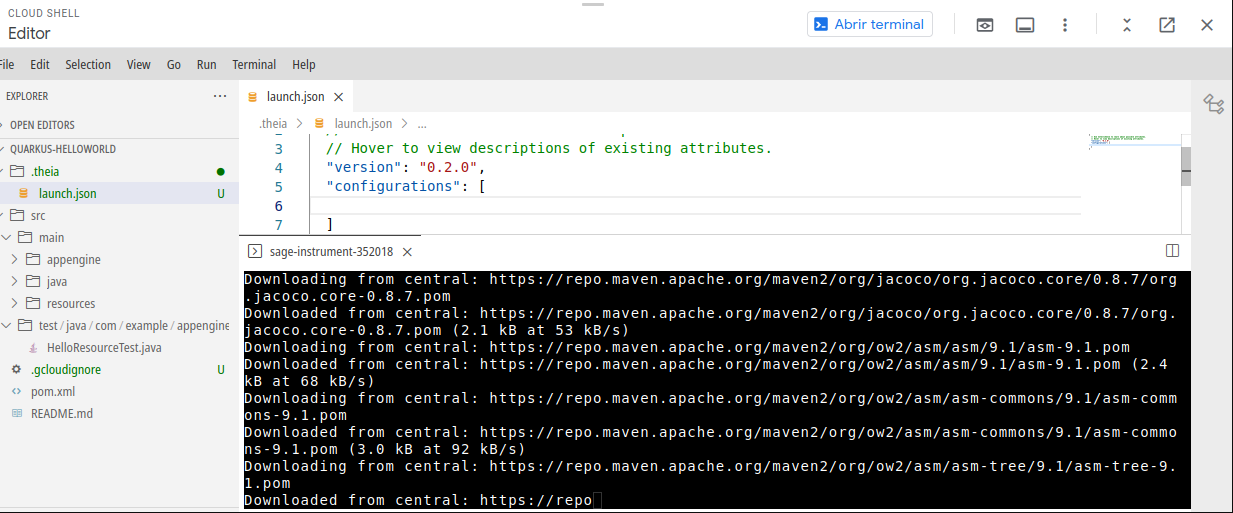 CLOUD SHELL
Editor
Abrir terminal
File Edit Selection View Go Run Terminal Help
EXPLORER
OPEN EDITORS
QUARKUS-HELLOWORLD
.theia
launch.json U
src
main
appengine
java
resources
test / java / com / example / appengine
HelloResourceTest.java
.gcloudignore U
pom.xml
README.md
launch.json
.theia > launch.json > ...
3 // Hover to view descriptions of existing attributes.
4 "version": "0.2.0",
5 "configurations": [
6
7 ]
sage-instrument-352018
Downloading from central: https://repo.maven.apache.org/maven2/org/jacoco/org.jacoco.core/0.8.7/org
.jacoco.core-0.8.7.pom
Downloaded from central: https://repo.maven.apache.org/maven2/org/jacoco/org.jacoco.core/0.8.7/org.
jacoco.core-0.8.7.pom (2.1 kB at 53 kB/s)
Downloading from central: https://repo.maven.apache.org/maven2/org/ow2/asm/asm/9.1/asm-9.1.pom
Downloaded from central: https://repo.maven.apache.org/maven2/org/ow2/asm/asm/9.1/asm-9.1.pom (2.4
kB at 68 kB/s)
Downloading from central: https://repo.maven.apache.org/maven2/org/ow2/asm/asm-commons/9.1/asm-comm
ons-9.1.pom
Downloaded from central: https://repo.maven.apache.org/maven2/org/ow2/asm/asm-commons/9.1/asm-commo
ns-9.1.pom (3.0 kB at 92 kB/s)
Downloading from central: https://repo.maven.apache.org/maven2/org/ow2/asm/asm-tree/9.1/asm-tree-9.
1.pom
Downloaded from central: https://repo